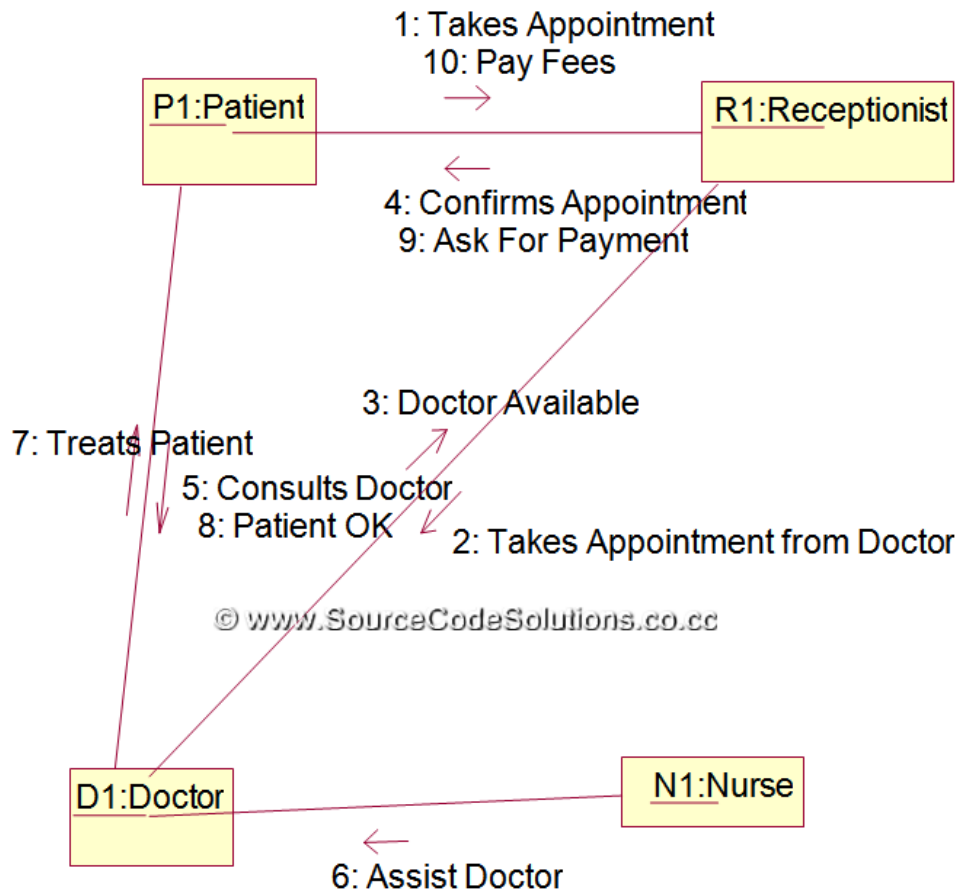 1: Takes Appointment
10: Pay Fees
P1:Patient
R1:Receptionist
4: Confirms Appointment
9: Ask For Payment
3: Doctor Available
7: Treats Patient
5: Consults Doctor
8: Patient OK
2: Takes Appointment from Doctor
© www.SourceCodeSolutions.co.cc
D1:Doctor
N1:Nurse
6: Assist Doctor